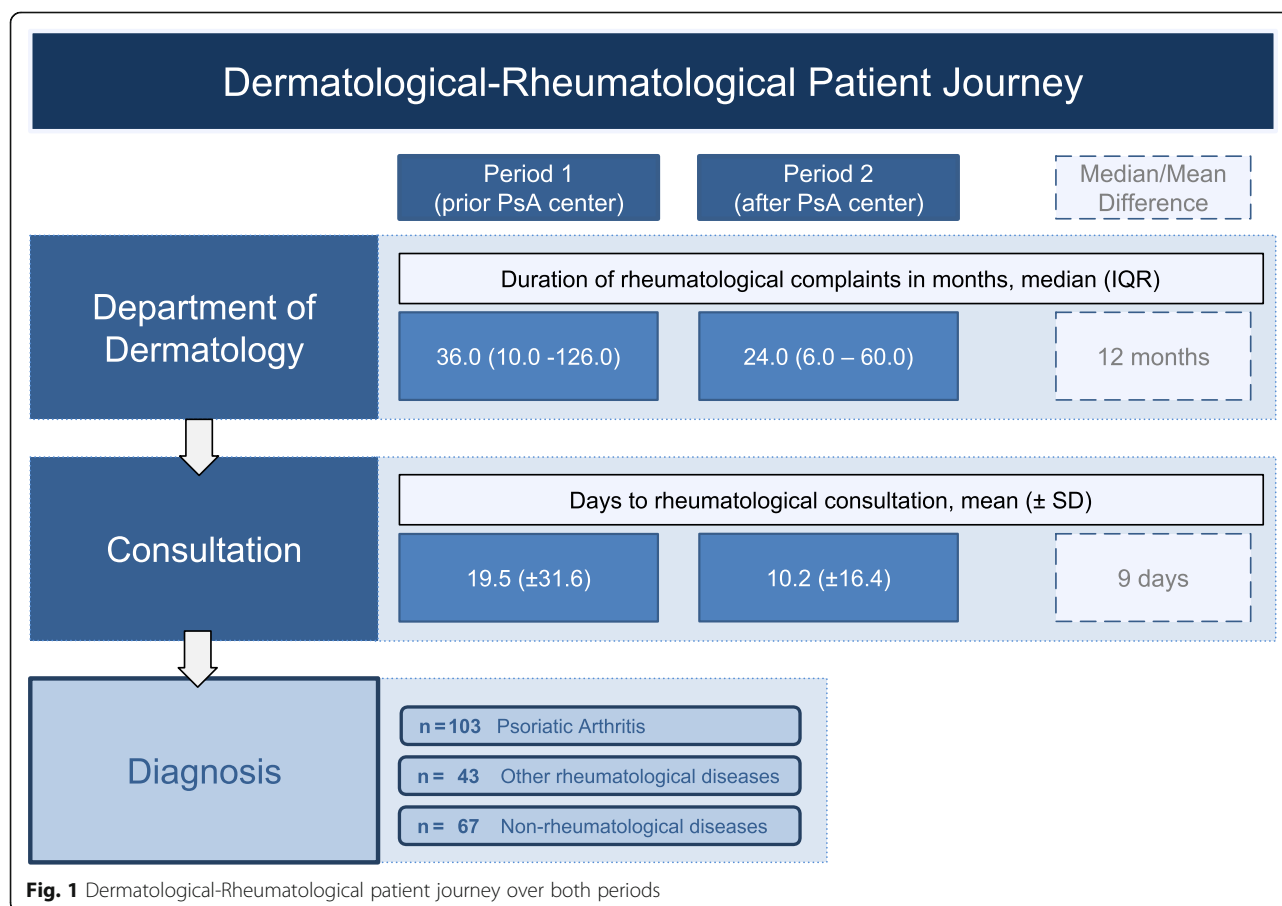 Dermatological-Rheumatological Patient Journey
Period 1
(prior PsA center)
Period 2
(after PsA center)
Median/Mean
Difference
Department of
Dermatology
Duration of rheumatological complaints in months, median (IQR)
36.0 (10.0 -126.0)
24.0 (6.0 – 60.0)
12 months
Consultation
Days to rheumatological consultation, mean (± SD)
19.5 (±31.6)
10.2 (±16.4)
9 days
Diagnosis
n = 103 Psoriatic Arthritis
n = 43 Other rheumatological diseases
n = 67 Non-rheumatological diseases
Fig. 1 Dermatological-Rheumatological patient journey over both periods